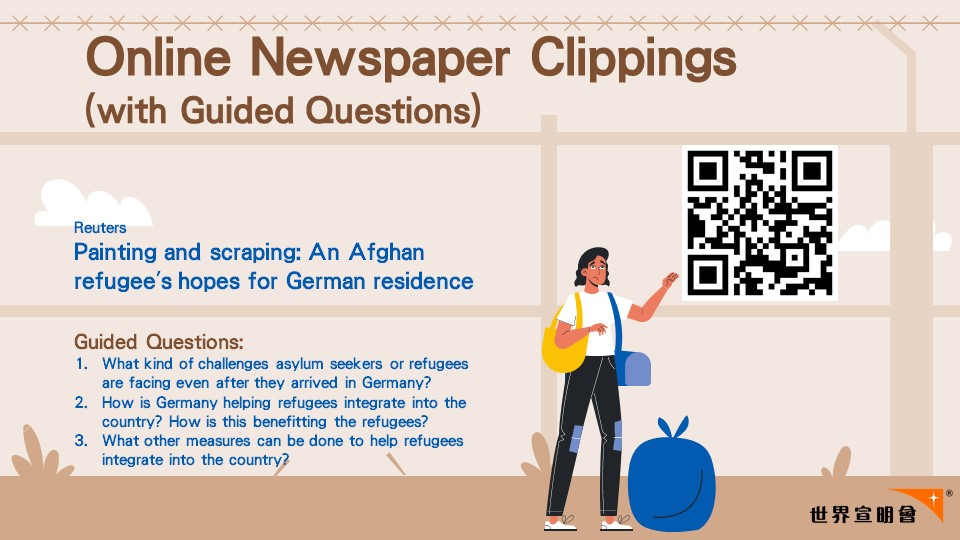 Online Newspaper Clippings
(with Guided Questions)
Reuters
Painting and scraping: An Afghan
refugee's hopes for German residence
Guided Questions:
1. What kind of challenges asylum seekers or refugees
are facing even after they arrived in Germany?
2. How is Germany helping refugees integrate into the
country? How is this benefitting the refugees?
3. What other measures can be done to help refugees
integrate into the country?
世界宣明會®